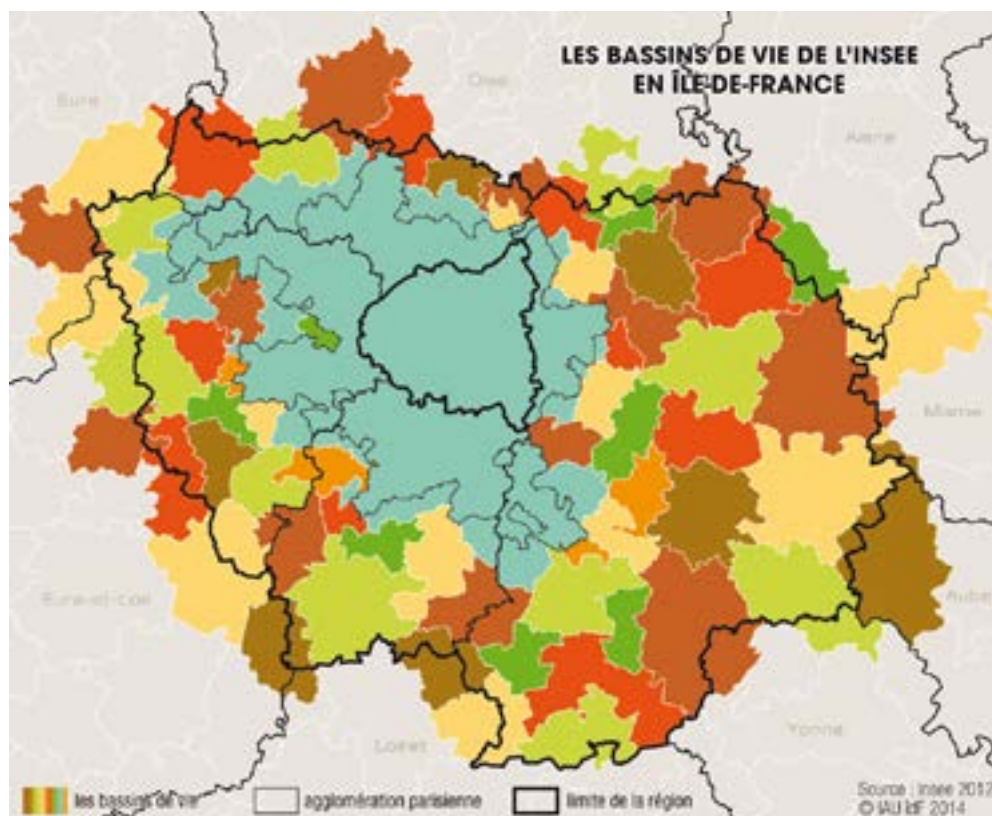 LES BASSINS DE VIE DE L'INSEE
EN ÎLE-DE-FRANCE
Oise
Eure
Aisne
Marne
Eure-et-Loir
Aube
Yonne
Loiret
les bassins de vie
agglomération parisienne
limite de la région
Source : Insee 2012
© IAU îdF 2014